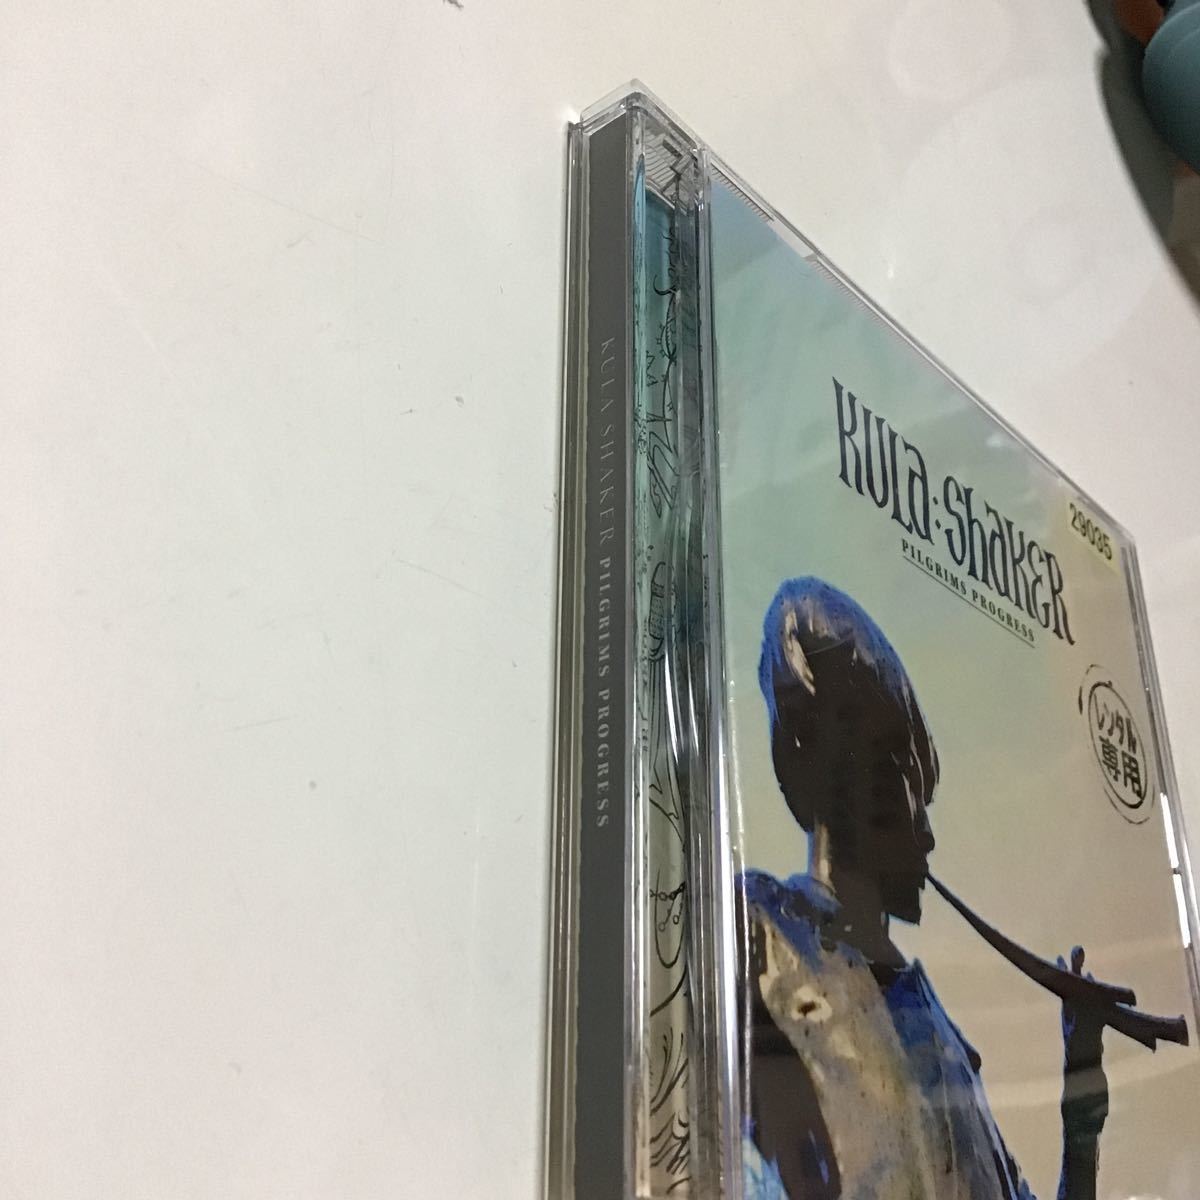 KULA SHAKER PILGRIMS PROGRESS
KULa:SHaKER
PILGRIMS PROGRESS
29035
レンタル
専用